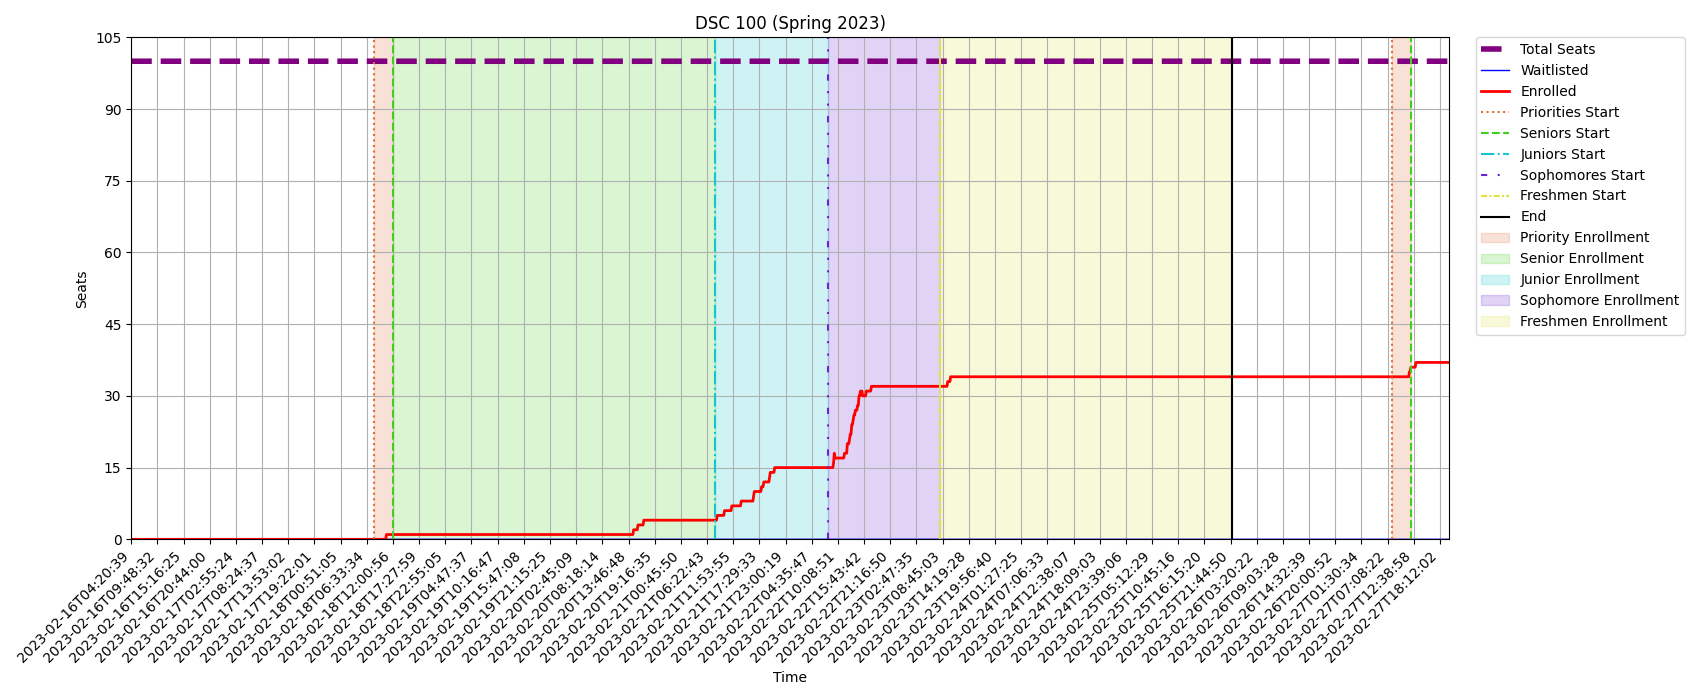 DSC 100 (Spring 2023)
105
90
75
60
45
30
15
0
Seats
2023-02-16T04:20:39
2023-02-16T09:48:32
2023-02-16T15:16:25
2023-02-16T20:44:00
2023-02-17T02:55:24
2023-02-17T08:24:37
2023-02-17T13:53:02
2023-02-17T19:22:01
2023-02-18T00:51:05
2023-02-18T06:33:34
2023-02-18T12:00:56
2023-02-18T17:27:59
2023-02-18T22:55:05
2023-02-19T04:47:37
2023-02-19T10:16:47
2023-02-19T15:47:08
2023-02-19T21:15:25
2023-02-20T02:45:09
2023-02-20T08:18:14
2023-02-20T13:46:48
2023-02-20T19:16:35
2023-02-21T00:45:50
2023-02-21T06:22:43
2023-02-21T11:53:55
2023-02-21T17:29:33
2023-02-21T23:00:19
2023-02-22T04:35:47
2023-02-22T10:08:51
2023-02-22T15:43:42
2023-02-22T21:16:50
2023-02-23T02:47:35
2023-02-23T08:45:03
2023-02-23T14:19:28
2023-02-23T19:56:40
2023-02-24T01:27:25
2023-02-24T07:06:33
2023-02-24T12:38:07
2023-02-24T18:09:03
2023-02-24T23:39:06
2023-02-25T05:12:29
2023-02-25T10:45:16
2023-02-25T16:15:20
2023-02-25T21:44:50
2023-02-26T03:20:22
2023-02-26T09:03:28
2023-02-26T14:32:39
2023-02-26T20:00:52
2023-02-27T01:30:34
2023-02-27T07:08:22
2023-02-27T12:38:58
2023-02-27T18:12:02
Time
Total Seats
Waitlisted
Enrolled
Priorities Start
Seniors Start
Juniors Start
Sophomores Start
Freshmen Start
End
Priority Enrollment
Senior Enrollment
Junior Enrollment
Sophomore Enrollment
Freshmen Enrollment